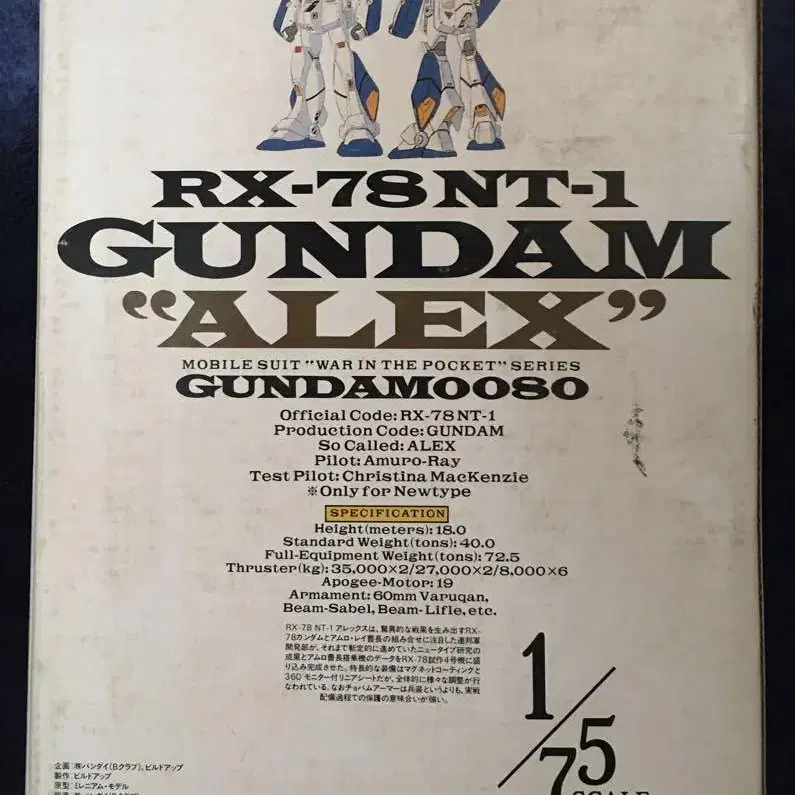 RX-78 NT-1
GUNDAM
“ALEX”
MOBILE SUIT "WAR IN THE POCKET" SERIES
GUNDAM0080
Official Code: RX-78 NT-1
Production Code: GUNDAM
So Called: ALEX
Pilot: Amuro-Ray
Test Pilot: Christina MacKenzie
※Only for Newtype
SPECIFICATION
Height(meters): 18.0
Standard Weight(tons): 40.0
Full-Equipment Weight(tons): 72.5
Thruster(kg): 35,000×2/27,000×2/8,000×6
Apogee-Motor: 19
Armament: 60mm Varuqan,
Beam-Sabel, Beam-Lifle, etc.
RX-78 NT-1 アレックスは、驚異的な戦果を生み出すRX-
78ガンダムとアムロ・レイ曹長の組み合せに注目した連邦軍
開発部が、それまで暫定的に進めていたニュータイプ研究の
成果とアムロ曹長搭乗機のデータをRX-78試作4号機に盛
り込み完成させた。特長的な装備はマグネットコーティングと
360°モニター付リニアシートだが、全体的に様々な調整が行
なわれている。なおチョバムアーマーは兵装というよりも、実戦
配備過程での保護の意味合いが強い。
1/75
SCALE
企画：㈱バンダイ(Bクラブ)、ビルドアップ
製作：ビルドアップ
原型：ミレニアム・モデル